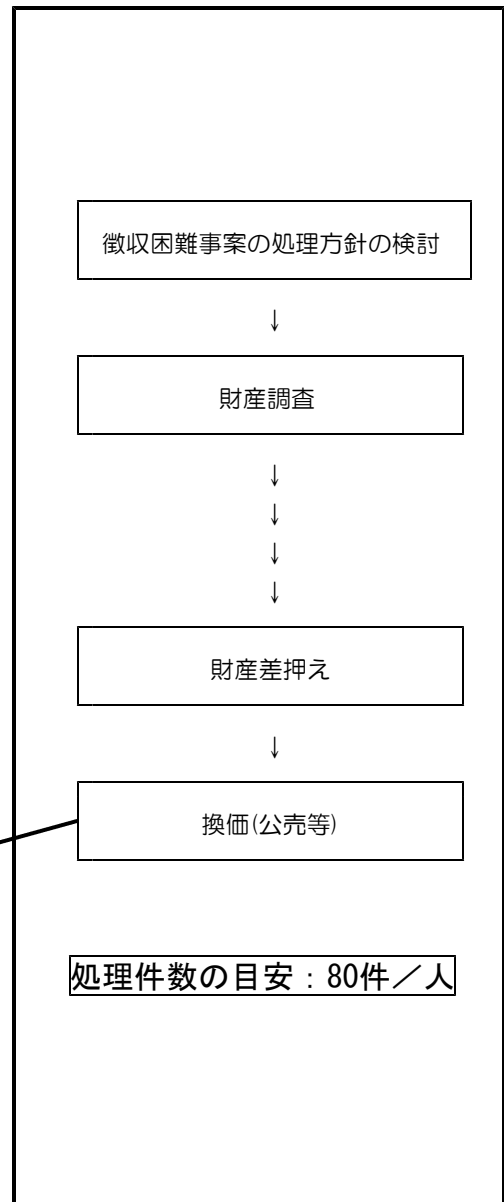 徴収困難事案の処理方針の検討
↓
財産調査
↓
↓
↓
↓
財産差押え
↓
換価(公売等)
処理件数の目安：80件／人